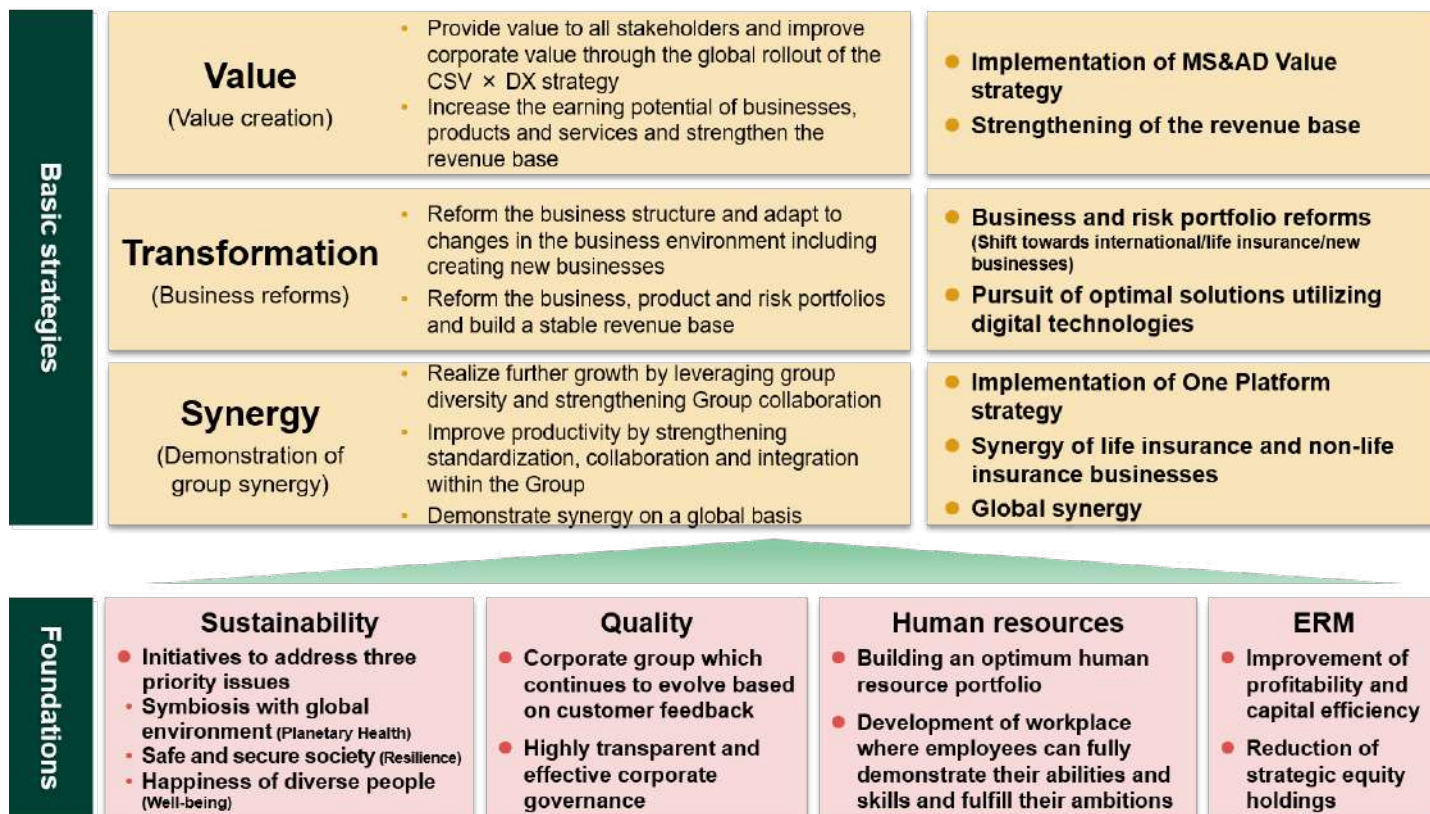 Basic strategies
Value
(Value creation)
• Provide value to all stakeholders and improve
corporate value through the global rollout of the
CSV × DX strategy
• Increase the earning potential of businesses,
products and services and strengthen the
revenue base
● Implementation of MS&AD Value
strategy
● Strengthening of the revenue base
Transformation
(Business reforms)
• Reform the business structure and adapt to
changes in the business environment including
creating new businesses
• Reform the business, product and risk portfolios
and build a stable revenue base
● Business and risk portfolio reforms
(Shift towards international/life insurance/new
businesses)
● Pursuit of optimal solutions utilizing
digital technologies
Synergy
(Demonstration of
group synergy)
• Realize further growth by leveraging group
diversity and strengthening Group collaboration
• Improve productivity by strengthening
standardization, collaboration and integration
within the Group
• Demonstrate synergy on a global basis
● Implementation of One Platform
strategy
● Synergy of life insurance and non-life
insurance businesses
● Global synergy
Foundations
Sustainability
● Initiatives to address three
priority issues
• Symbiosis with global
environment (Planetary Health)
• Safe and secure society (Resilience)
• Happiness of diverse people
(Well-being)
Quality
● Corporate group which
continues to evolve based
on customer feedback
● Highly transparent and
effective corporate
governance
Human resources
● Building an optimum human
resource portfolio
● Development of workplace
where employees can fully
demonstrate their abilities and
skills and fulfill their ambitions
ERM
● Improvement of
profitability and
capital efficiency
● Reduction of
strategic equity
holdings